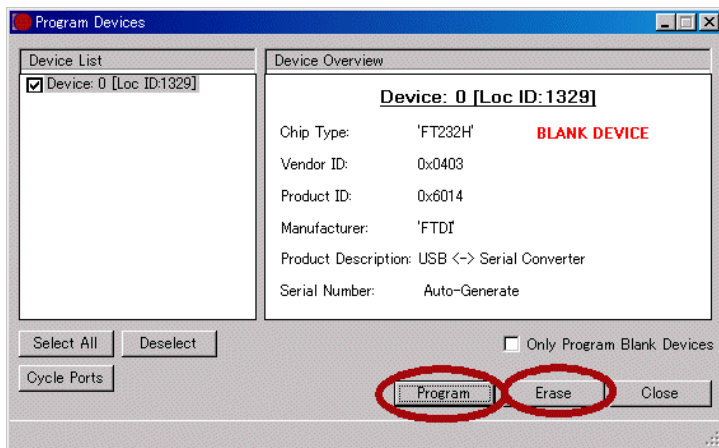 Program Devices
Device List
Device: 0 [Loc ID:1329]
Device Overview
Device: 0 [Loc ID:1329]
Chip Type: 'FT232H' BLANK DEVICE
Vendor ID: 0x0403
Product ID: 0x6014
Manufacturer: 'FTDI'
Product Description: USB <-> Serial Converter
Serial Number: Auto-Generate
Select All Deselect
Only Program Blank Devices
Cycle Ports
Program Erase Close